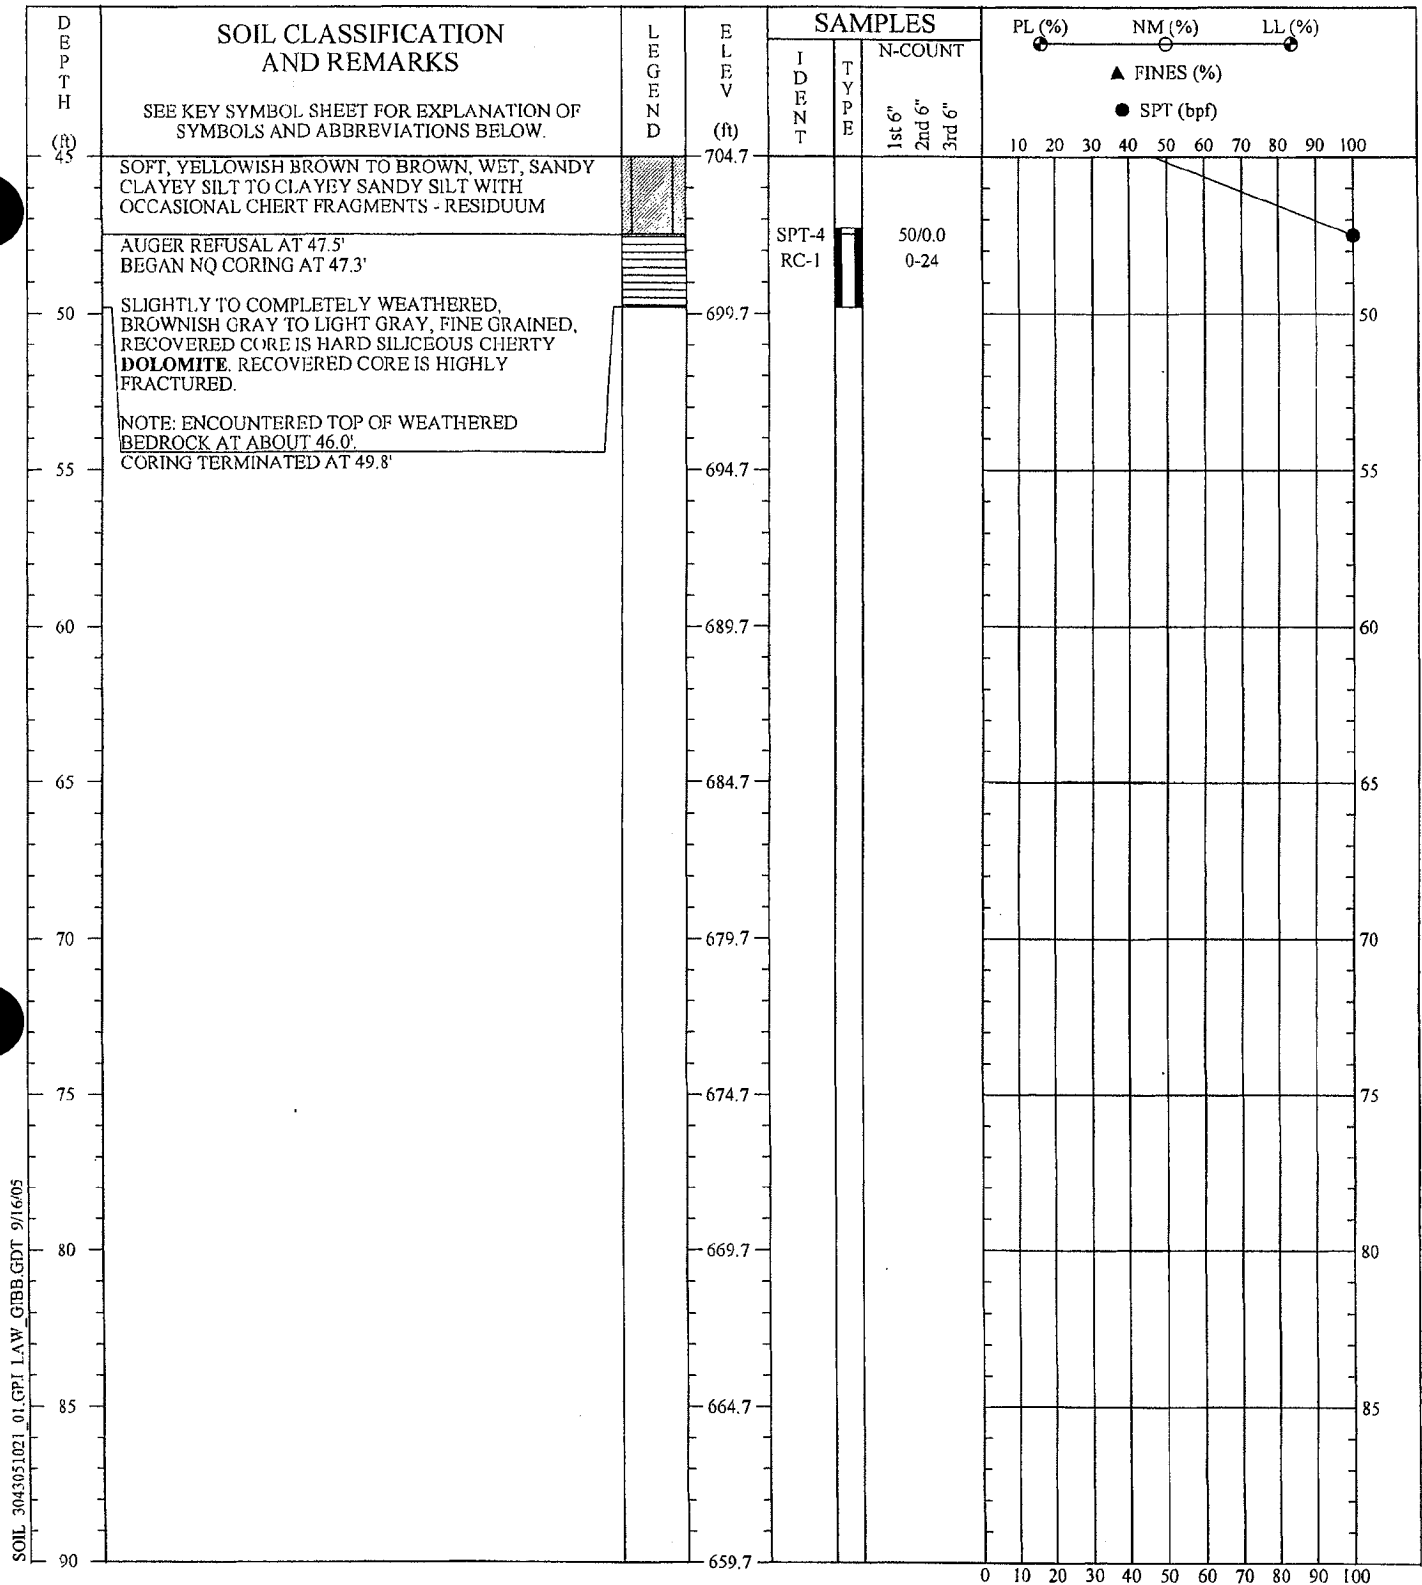 DEPTH (ft)
SOIL CLASSIFICATION
AND REMARKS
SEE KEY SYMBOL SHEET FOR EXPLANATION OF
SYMBOLS AND ABBREVIATIONS BELOW.
LEGEND
ELEV (ft)
SAMPLES
IDENT
TYPE
N-COUNT
1st 6"
2nd 6"
3rd 6"
PL (%) NM (%) LL (%)
▲ FINES (%)
● SPT (bpf)
10 20 30 40 50 60 70 80 90 100
45 704.7
SOFT, YELLOWISH BROWN TO BROWN, WET, SANDY
CLAYEY SILT TO CLAYEY SANDY SILT WITH
OCCASIONAL CHERT FRAGMENTS - RESIDUUM
AUGER REFUSAL AT 47.5'
BEGAN NQ CORING AT 47.3'
SPT-4 50/0.0
RC-1 0-24
SLIGHTLY TO COMPLETELY WEATHERED,
BROWNISH GRAY TO LIGHT GRAY, FINE GRAINED,
RECOVERED CORE IS HARD SILICEOUS CHERTY
DOLOMITE. RECOVERED CORE IS HIGHLY
FRACTURED.
50 699.7 50
NOTE: ENCOUNTERED TOP OF WEATHERED
BEDROCK AT ABOUT 46.0'.
CORING TERMINATED AT 49.8'
55 694.7 55
60 689.7 60
65 684.7 65
70 679.7 70
75 674.7 75
80 669.7 80
85 664.7 85
90 659.7
0 10 20 30 40 50 60 70 80 90 100
SOIL 3043051021_01.GPJ LAW_GIBB.GDT 9/16/05